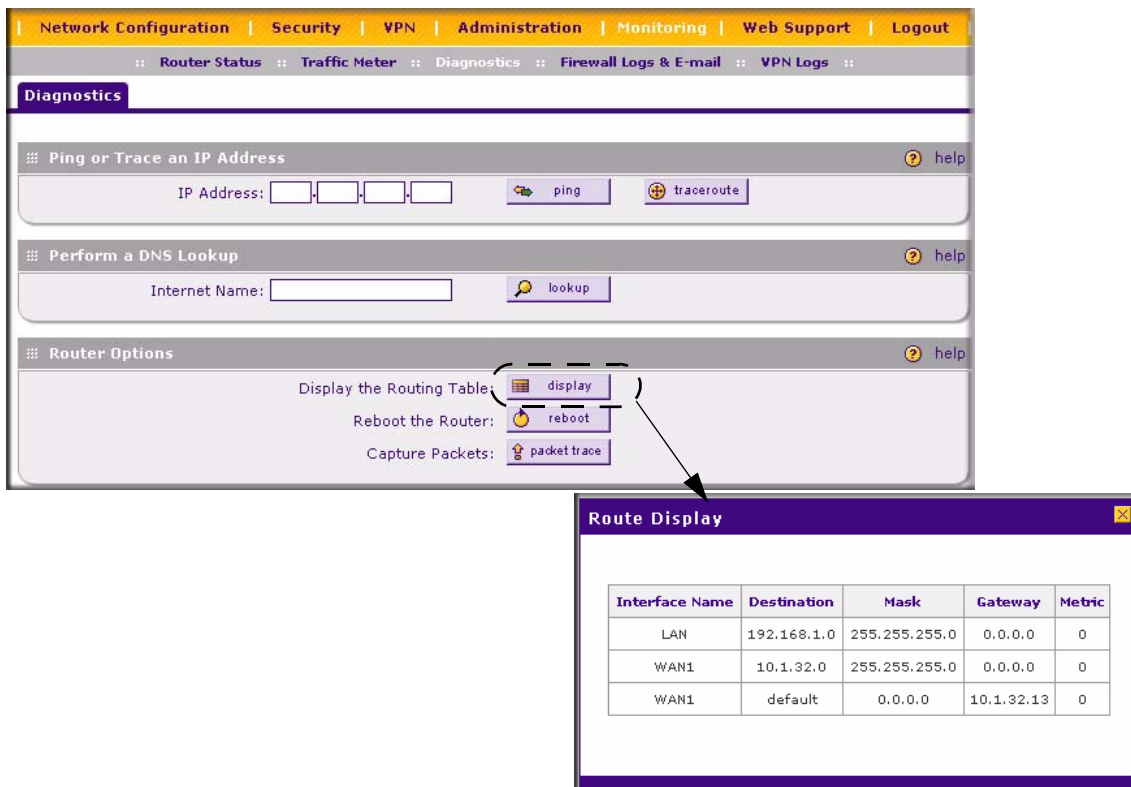 Network Configuration | Security | VPN | Administration | Monitoring | Web Support | Logout
:: Router Status :: Traffic Meter :: Diagnostics :: Firewall Logs & E-mail :: VPN Logs ::
Diagnostics
Ping or Trace an IP Address ? help
IP Address: . . . ping traceroute
Perform a DNS Lookup ? help
Internet Name: lookup
Router Options ? help
Display the Routing Table: display
Reboot the Router: reboot
Capture Packets: packet trace
Route Display
Interface Name Destination Mask Gateway Metric
LAN 192.168.1.0 255.255.255.0 0.0.0.0 0
WAN1 10.1.32.0 255.255.255.0 0.0.0.0 0
WAN1 default 0.0.0.0 10.1.32.13 0